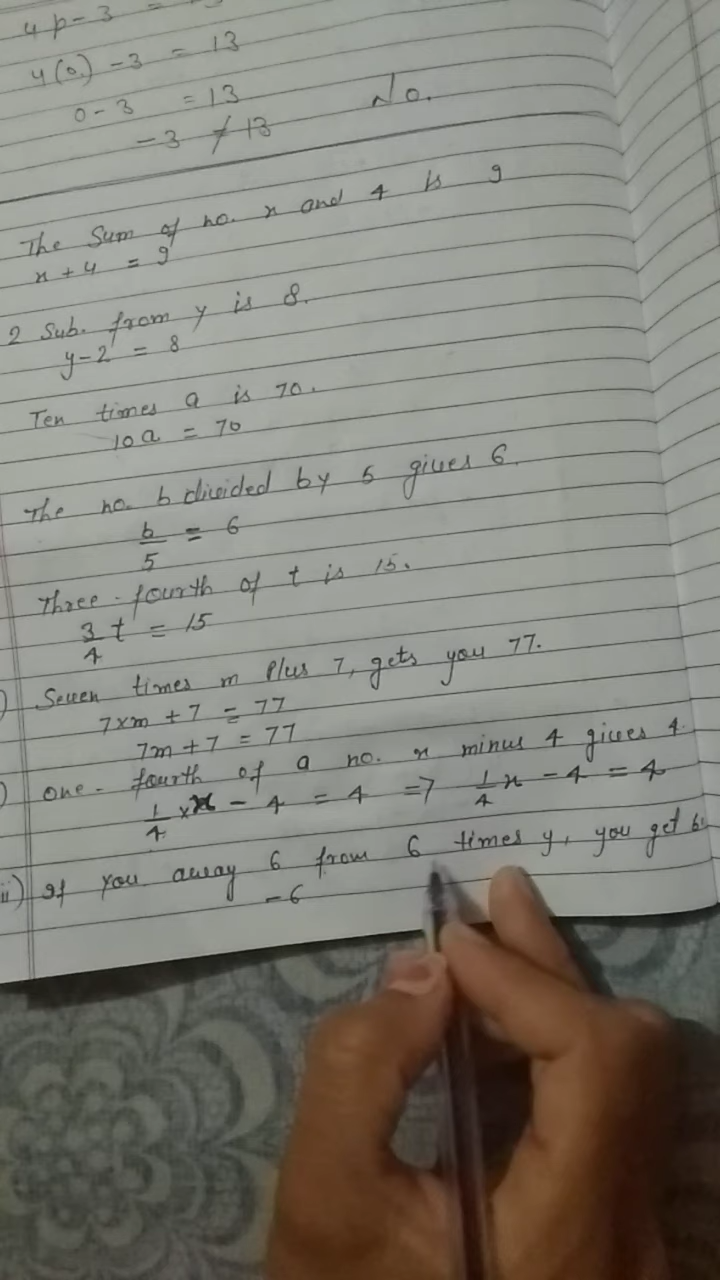 4p - 3 =
4(0) - 3 = 13
0 - 3 = 13 No.
-3 ≠ 13
The Sum of no. x and 4 is 9
x + 4 = 9
2 Sub. from y is 8.
y - 2 = 8
Ten times a is 70.
10a = 70
The no. b divided by 5 gives 6.
b/5 = 6
Three-fourth of t is 15.
3/4 t = 15
) Seven times m Plus 7, gets you 77.
7xm + 7 = 77
7m + 7 = 77
) One-fourth of a no. x minus 4 gives 4.
1/4 x x - 4 = 4 => 1/4 x - 4 = 4
ii) If you away 6 from 6 times y, you get
-6